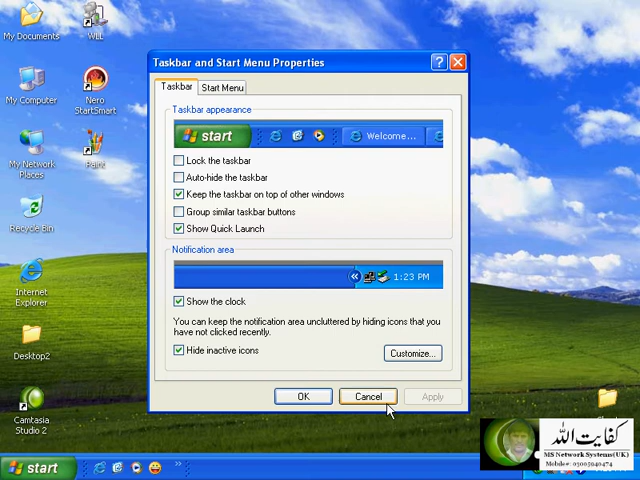 My Documents
WLL
My Computer
Nero
StartSmart
My Network
Places
Paint
Recycle Bin
Internet
Explorer
Desktop2
Camtasia
Studio 2
Taskbar and Start Menu Properties
Taskbar
Start Menu
Taskbar appearance
start
Welcome...
Lock the taskbar
Auto-hide the taskbar
Keep the taskbar on top of other windows
Group similar taskbar buttons
Show Quick Launch
Notification area
1:23 PM
Show the clock
You can keep the notification area uncluttered by hiding icons that you
have not clicked recently.
Hide inactive icons
Customize...
OK
Cancel
Apply
کفایت اللہ
MS Network Systems(UK)
Mobile#: 03005040474
start